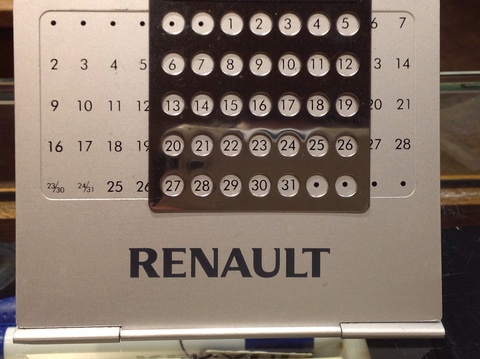 • • • • • • 1 2 3 4 5 6 7
2 3 4 5 6 7 8 9 10 11 12 13 14
9 10 11 12 13 14 15 16 17 18 19 20 21
16 17 18 19 20 21 22 23 24 25 26 27 28
23/30 24/31 25 26 27 28 29 30 31 • • • •
RENAULT